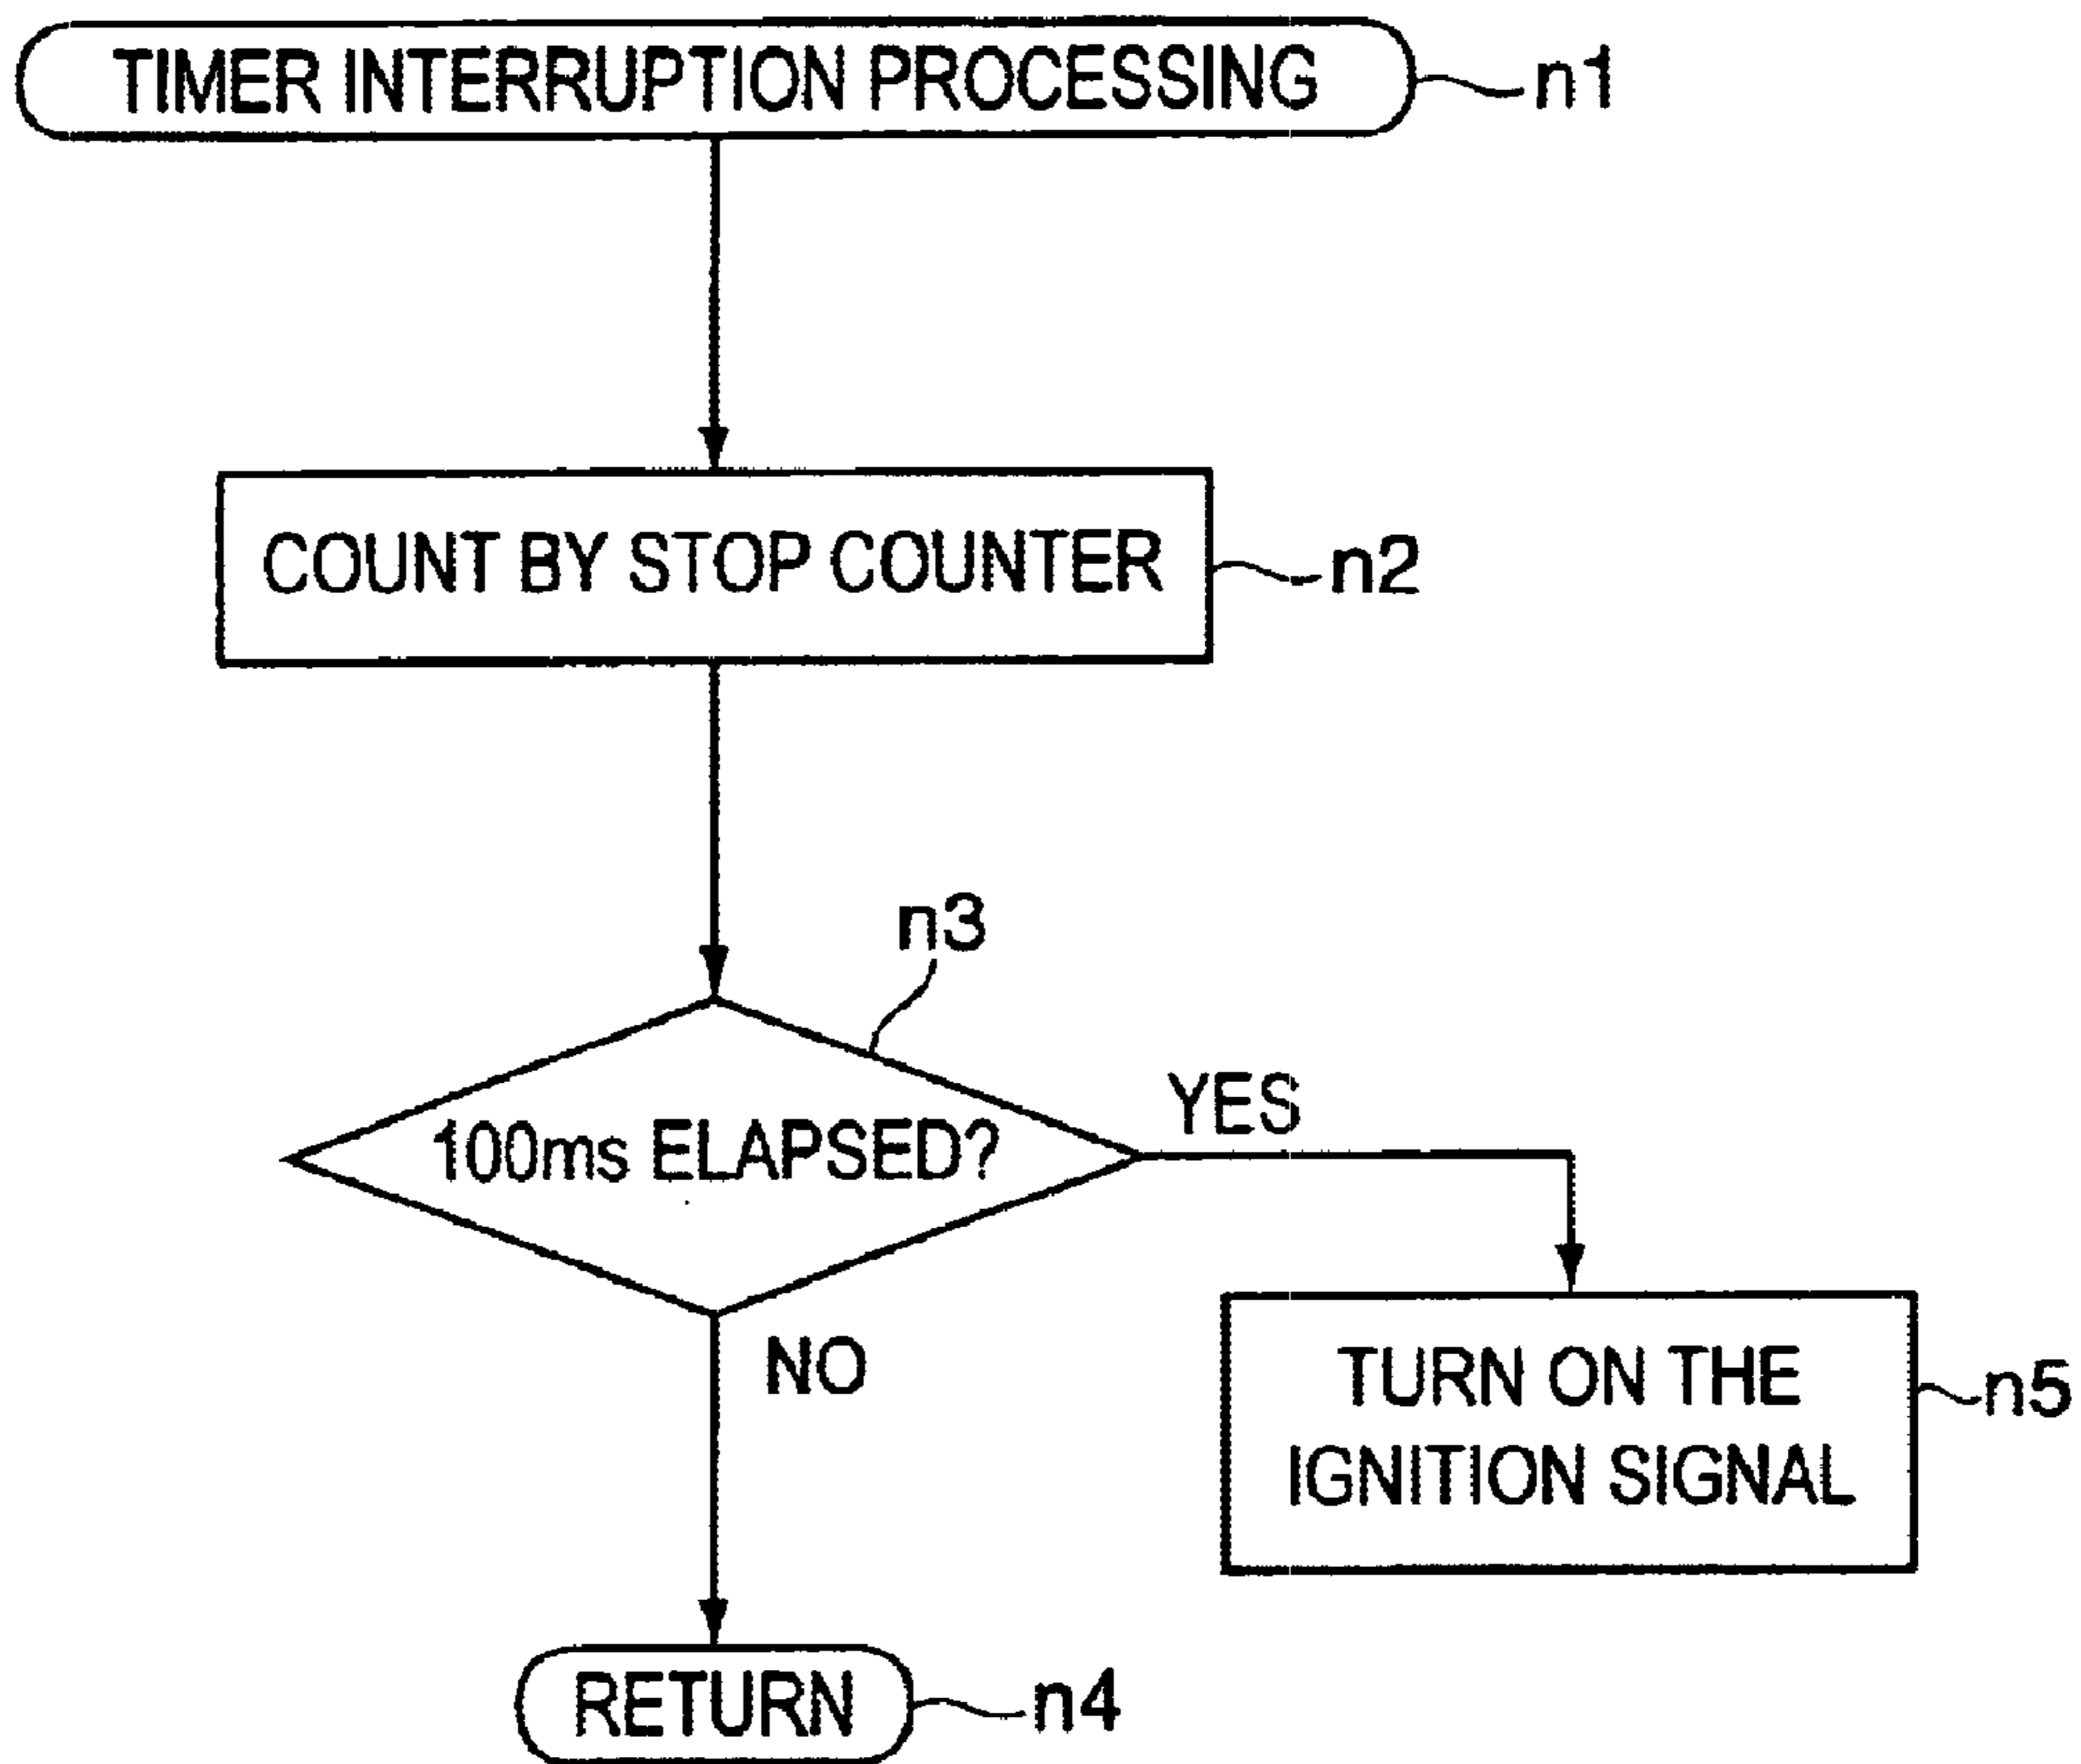 TIMER INTERRUPTION PROCESSING
n1
COUNT BY STOP COUNTER
n2
n3
100ms ELAPSED?
YES
NO
TURN ON THE
IGNITION SIGNAL
n5
RETURN
n4